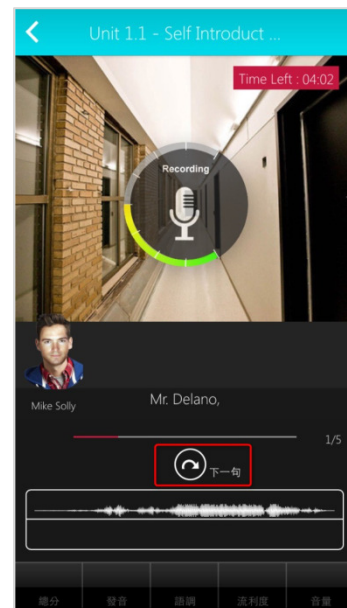 Unit 1.1 - Self Introduct ...
Time Left : 04:02
Recording
Mike Solly
Mr. Delano,
1/5
下一句
總分 發音 語調 流利度 音量